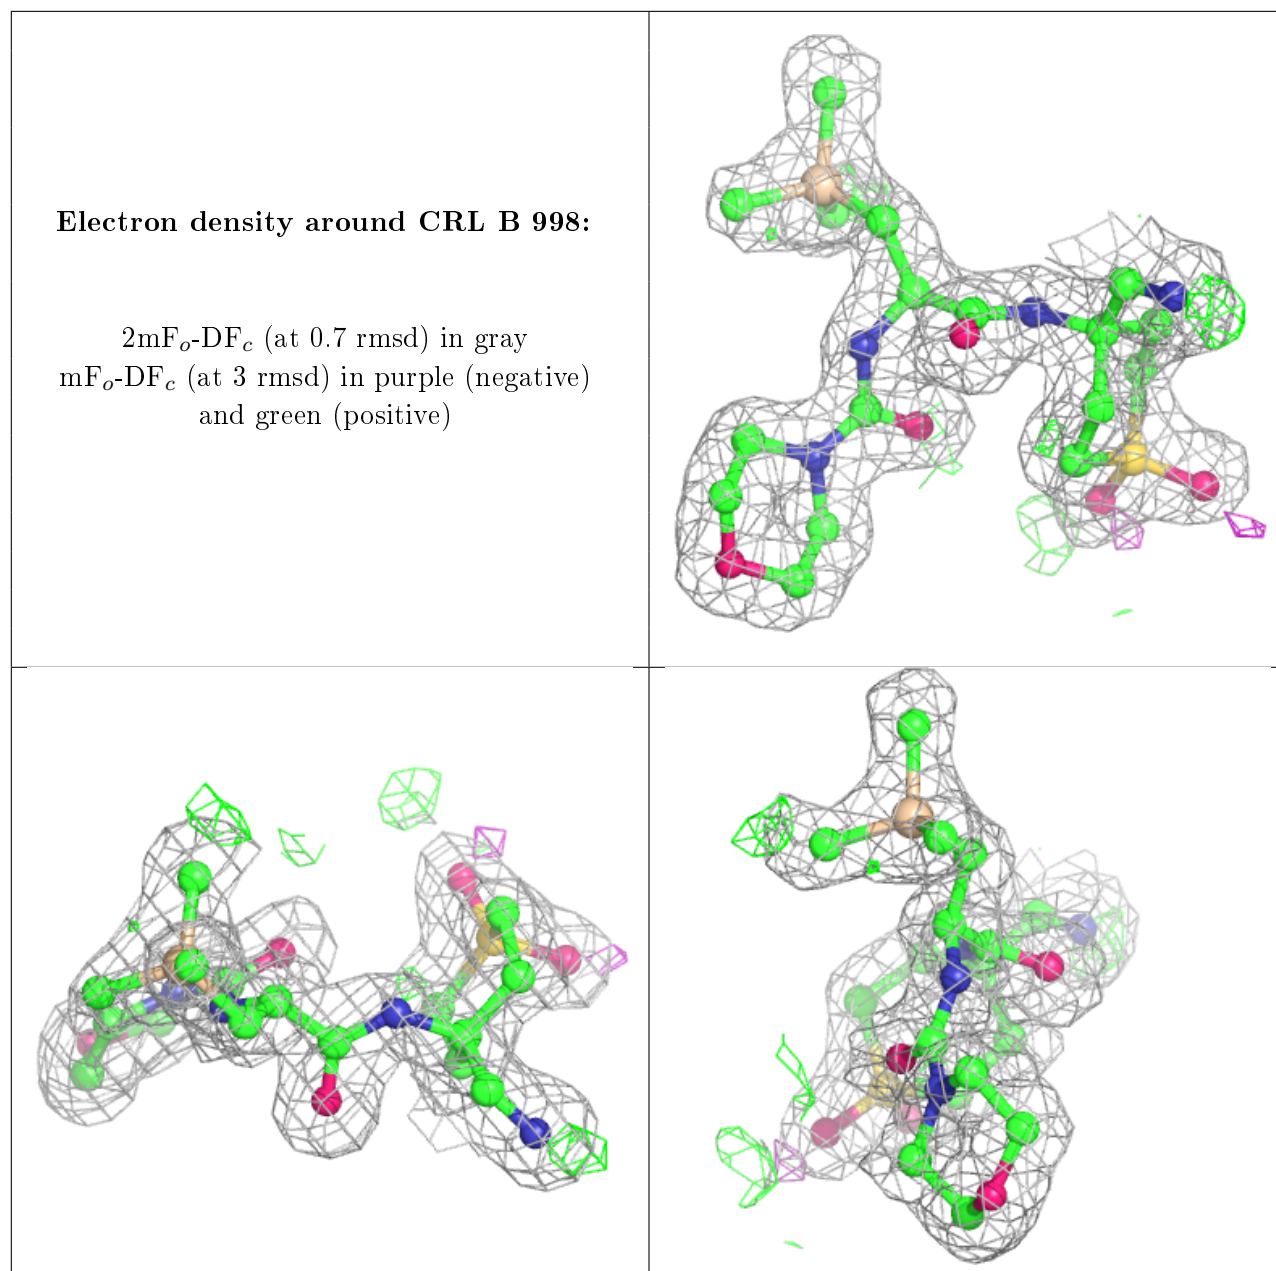 Electron density around CRL B 998:
2mFo-DFc (at 0.7 rmsd) in gray
mFo-DFc (at 3 rmsd) in purple (negative)
and green (positive)